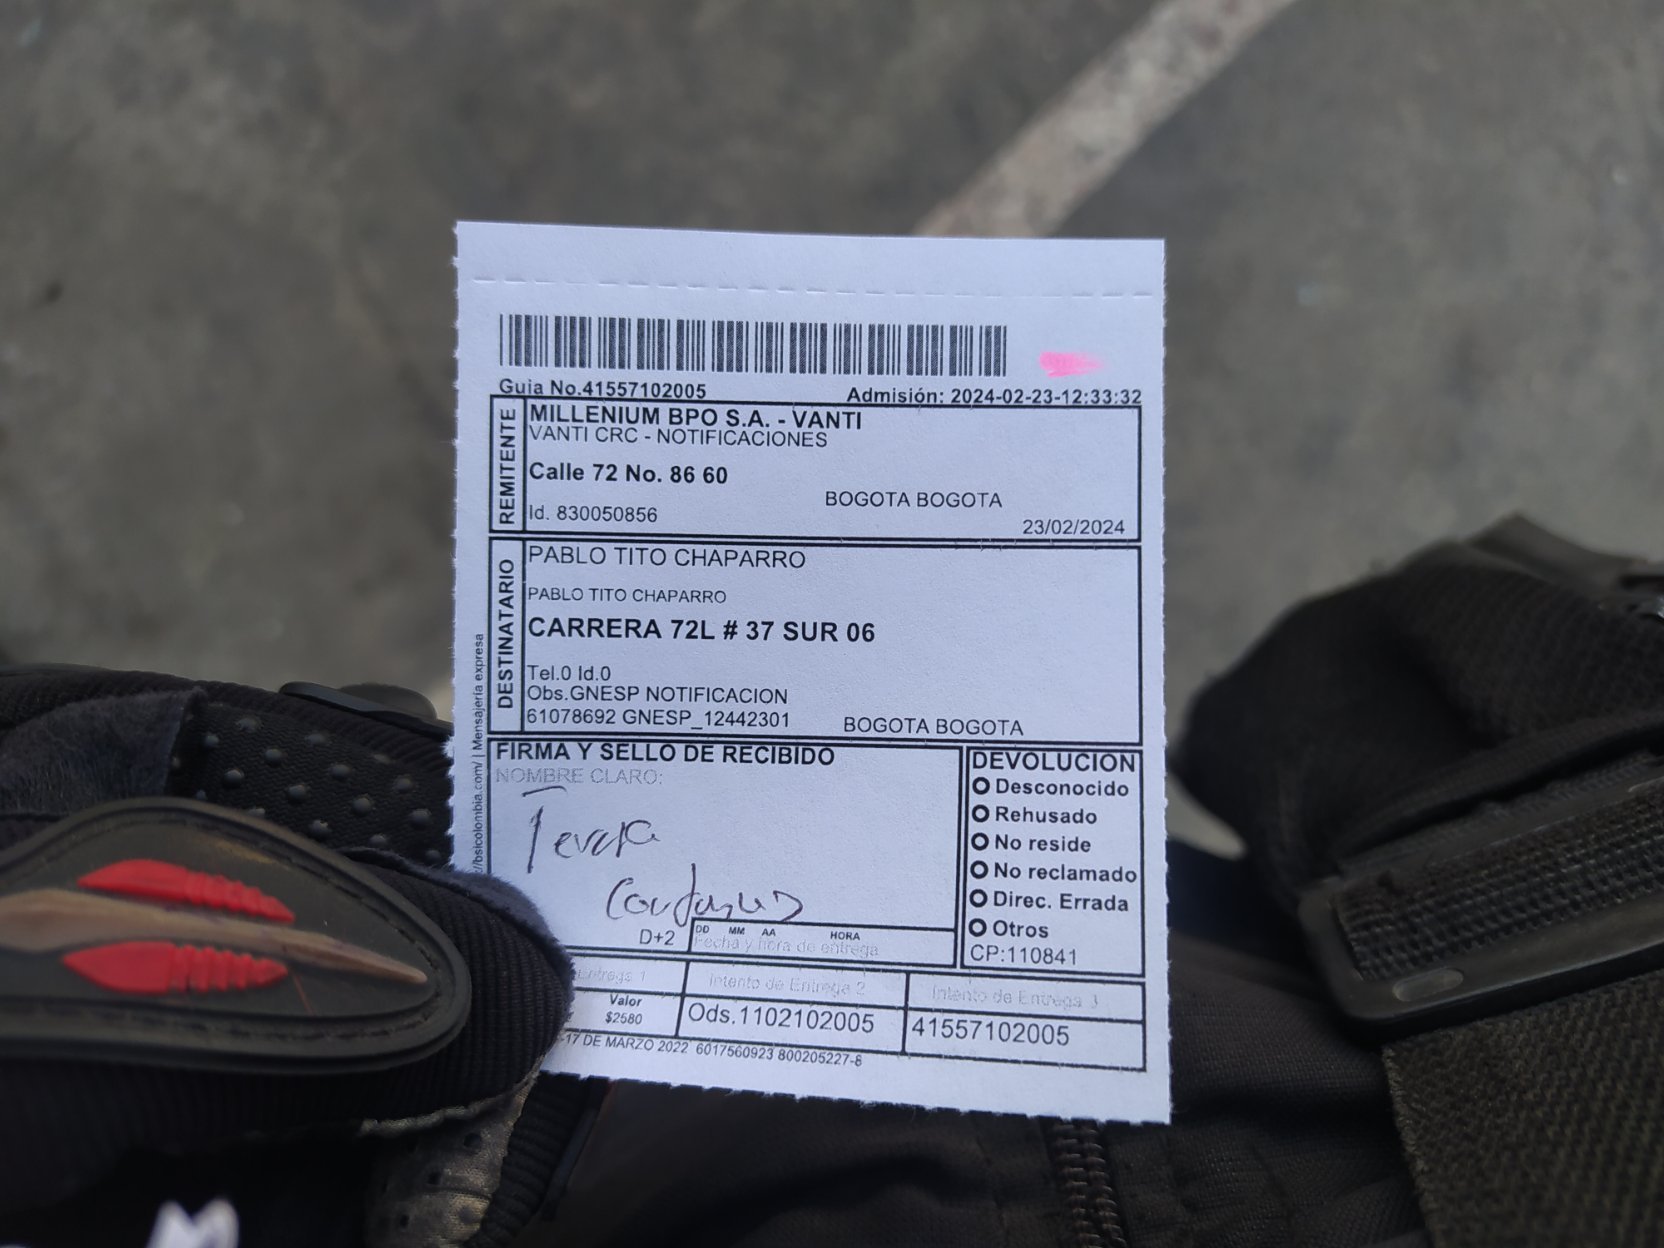 Guia No.41557102005
Admisión: 2024-02-23-12:33:32
REMITENTE
MILLENIUM BPO S.A. - VANTI
VANTI CRC - NOTIFICACIONES
Calle 72 No. 86 60
BOGOTA BOGOTA
Id. 830050856
23/02/2024
DESTINATARIO
PABLO TITO CHAPARRO
PABLO TITO CHAPARRO
CARRERA 72L # 37 SUR 06
Tel.0 Id.0
Obs.GNESP NOTIFICACION
61078692 GNESP_12442301
BOGOTA BOGOTA
//bsicolombia.com/ | Mensajería expresa
FIRMA Y SELLO DE RECIBIDO
NOMBRE CLARO:
D+2
DD MM AA HORA
Fecha y hora de entrega
DEVOLUCION
Desconocido
Rehusado
No reside
No reclamado
Direc. Errada
Otros
CP:110841
Entrega 1
Intento de Entrega 2
Intento de Entrega 3
Valor
$2580
Ods.1102102005
41557102005
-17 DE MARZO 2022 6017560923 800205227-8